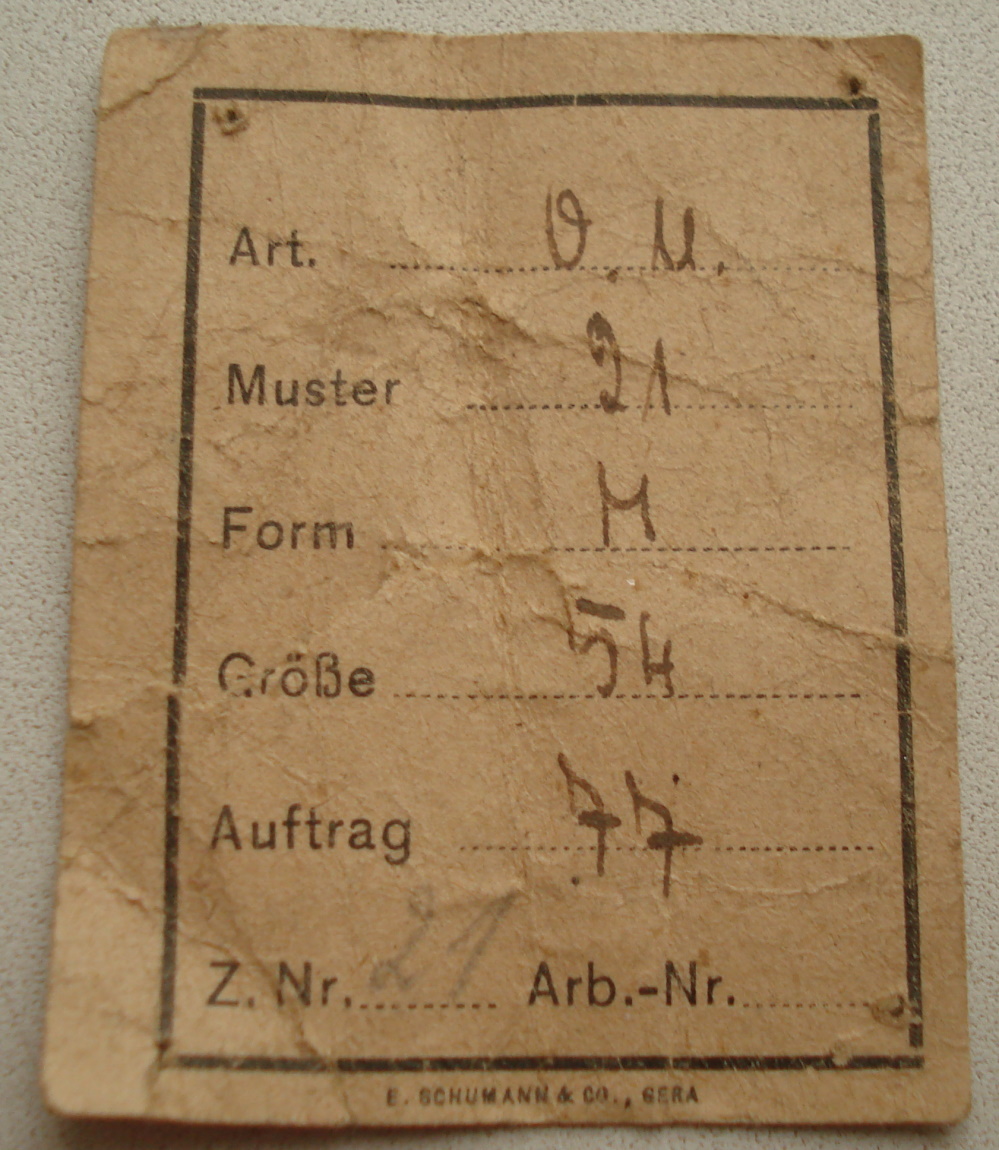 Art. O. U.
Muster 21
Form M
Größe 54
Auftrag 77
Z. Nr. 21 Arb.-Nr.
E. SCHUMANN & CO., GERA